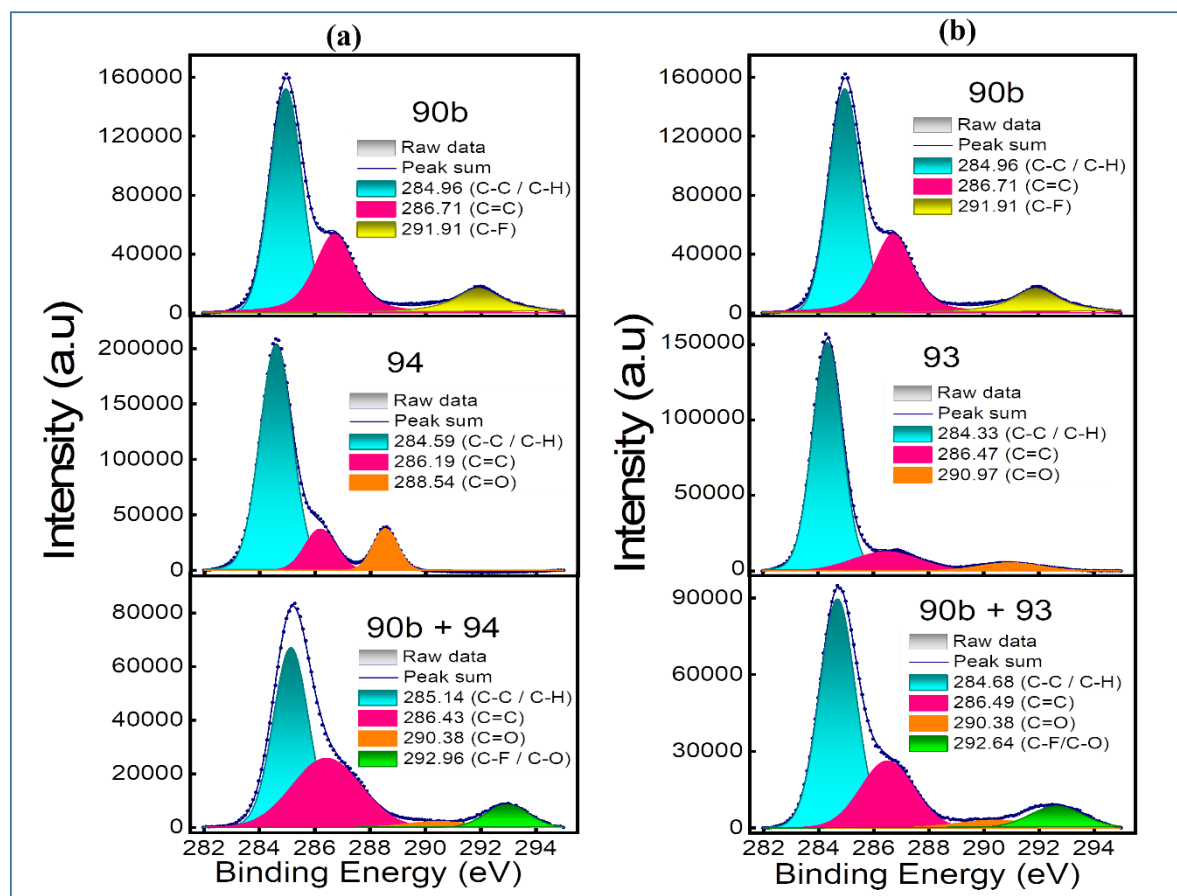 (a)
(b)
Intensity (a.u)
160000
120000
80000
40000
0
90b
Raw data
Peak sum
284.96 (C-C / C-H)
286.71 (C=C)
291.91 (C-F)
200000
150000
100000
50000
0
94
Raw data
Peak sum
284.59 (C-C / C-H)
286.19 (C=C)
288.54 (C=O)
80000
60000
40000
20000
0
90b + 94
Raw data
Peak sum
285.14 (C-C / C-H)
286.43 (C=C)
290.38 (C=O)
292.96 (C-F / C-O)
282 284 286 288 290 292 294
Binding Energy (eV)
Intensity (a.u)
160000
120000
80000
40000
0
90b
Raw data
Peak sum
284.96 (C-C / C-H)
286.71 (C=C)
291.91 (C-F)
150000
100000
50000
0
93
Raw data
Peak sum
284.33 (C-C / C-H)
286.47 (C=C)
290.97 (C=O)
90000
60000
30000
0
90b + 93
Raw data
Peak sum
284.68 (C-C / C-H)
286.49 (C=C)
290.38 (C=O)
292.64 (C-F/C-O)
282 284 286 288 290 292 294
Binding Energy (eV)